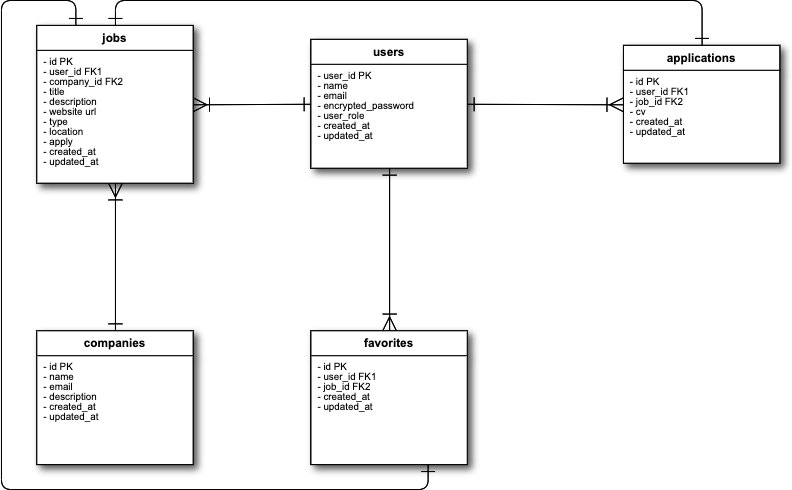 jobs
- id PK
- user_id FK1
- company_id FK2
- title
- description
- website url
- type
- location
- apply
- created_at
- updated_at
users
- user_id PK
- name
- email
- encrypted_password
- user_role
- created_at
- updated_at
applications
- id PK
- user_id FK1
- job_id FK2
- cv
- created_at
- updated_at
companies
- id PK
- name
- email
- description
- created_at
- updated_at
favorites
- id PK
- user_id FK1
- job_id FK2
- created_at
- updated_at